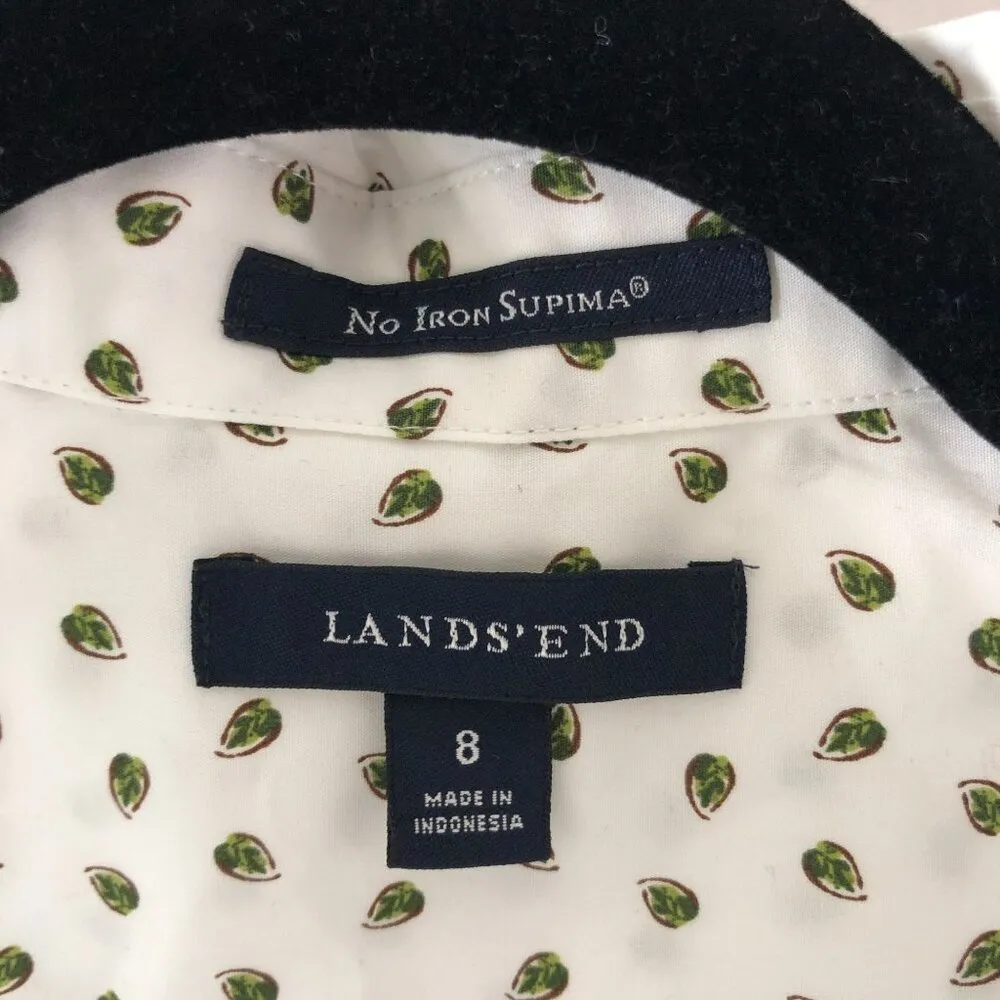 No Iron Supima®
LANDS' END
8
MADE IN
INDONESIA